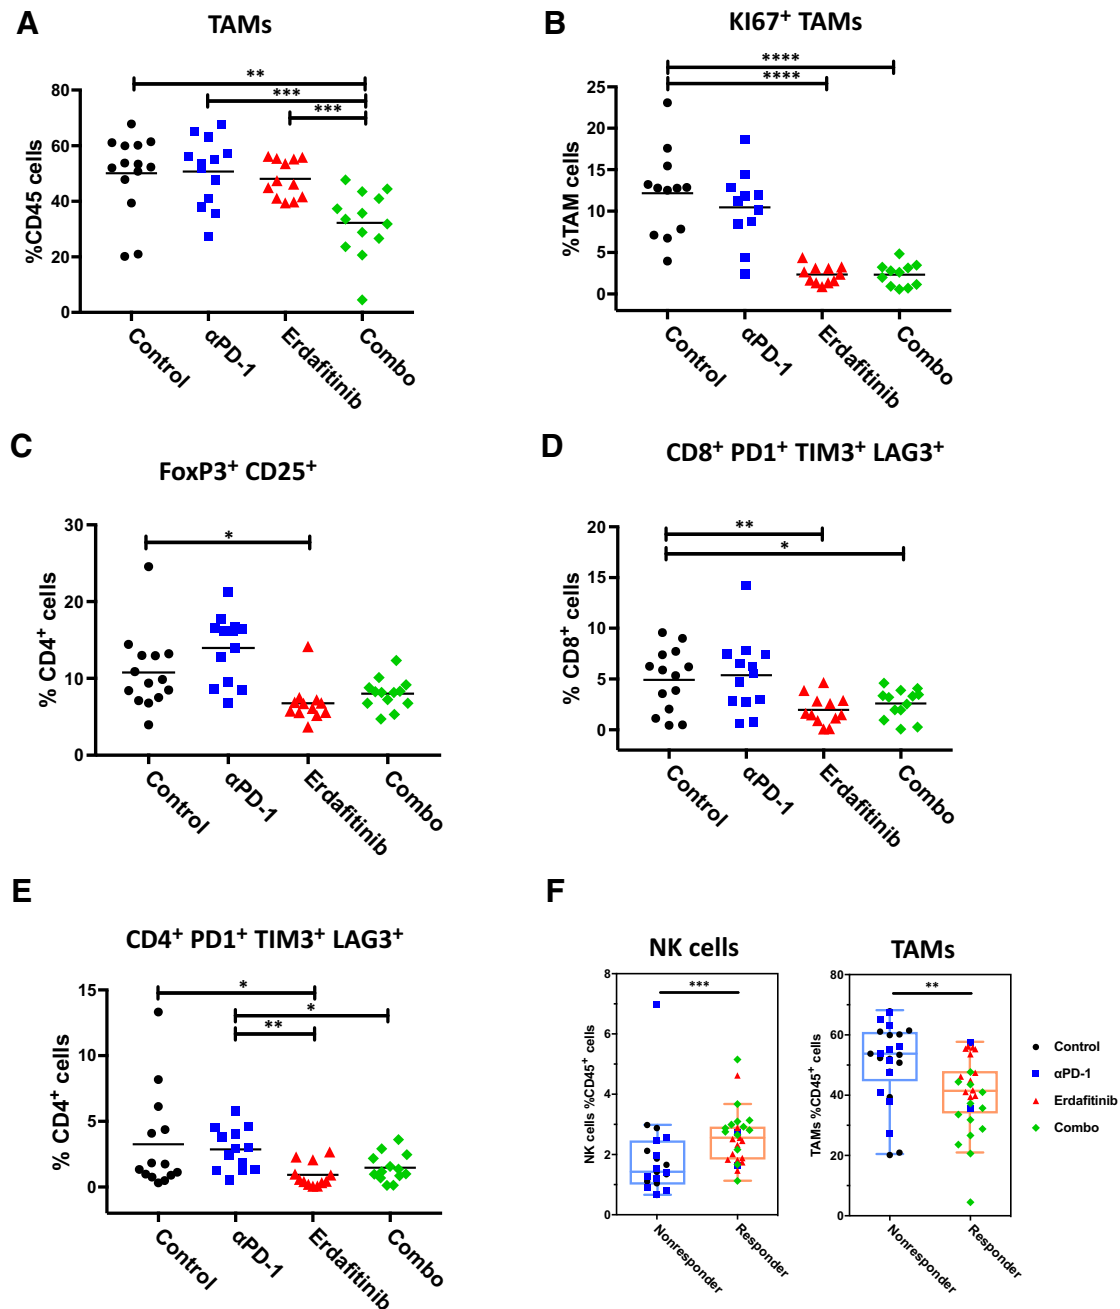 A
TAMs
**
***
***
%CD45 cells
80
60
40
20
0
Control
αPD-1
Erdafitinib
Combo
B
KI67⁺ TAMs
****
****
%TAM cells
25
20
15
10
5
0
Control
αPD-1
Erdafitinib
Combo
C
FoxP3⁺ CD25⁺
*
% CD4⁺ cells
30
20
10
0
Control
αPD-1
Erdafitinib
Combo
D
CD8⁺ PD1⁺ TIM3⁺ LAG3⁺
**
*
% CD8⁺ cells
20
15
10
5
0
Control
αPD-1
Erdafitinib
Combo
E
CD4⁺ PD1⁺ TIM3⁺ LAG3⁺
*
*
**
% CD4⁺ cells
15
10
5
0
Control
αPD-1
Erdafitinib
Combo
F
NK cells
***
NK cells %CD45⁺ cells
8
6
4
2
0
Nonresponder
Responder
TAMs
**
TAMs %CD45⁺ cells
80
60
40
20
0
Nonresponder
Responder
Control
αPD-1
Erdafitinib
Combo